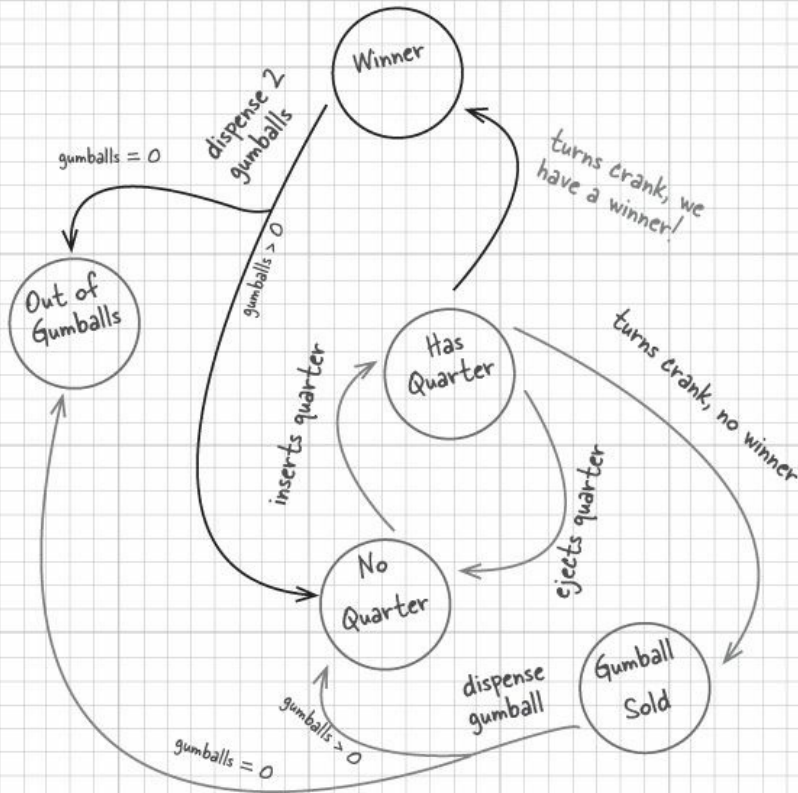 Winner
dispense 2
gumballs
gumballs = 0
turns crank, we
have a winner!
gumballs > 0
Out of
Gumballs
Has
Quarter
turns crank, no winner
inserts quarter
ejects quarter
No
Quarter
Gumball
Sold
dispense
gumball
gumballs > 0
gumballs = 0